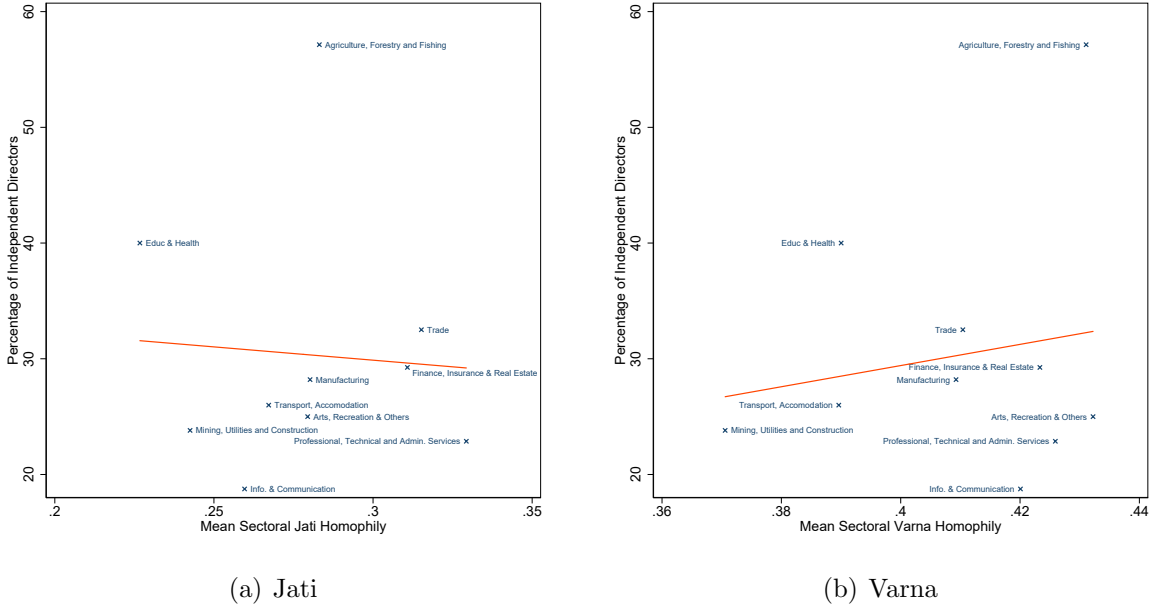 60
50
40
30
20
Percentage of Independent Directors
Agriculture, Forestry and Fishing
Educ & Health
Trade
Finance, Insurance & Real Estate
Manufacturing
Transport, Accomodation
Arts, Recreation & Others
Mining, Utilities and Construction
Professional, Technical and Admin. Services
Info. & Communication
.2
.25
.3
.35
Mean Sectoral Jati Homophily
(a) Jati
60
50
40
30
20
Percentage of Independent Directors
Agriculture, Forestry and Fishing
Educ & Health
Trade
Finance, Insurance & Real Estate
Manufacturing
Transport, Accomodation
Arts, Recreation & Others
Mining, Utilities and Construction
Professional, Technical and Admin. Services
Info. & Communication
.36
.38
.4
.42
.44
Mean Sectoral Varna Homophily
(b) Varna